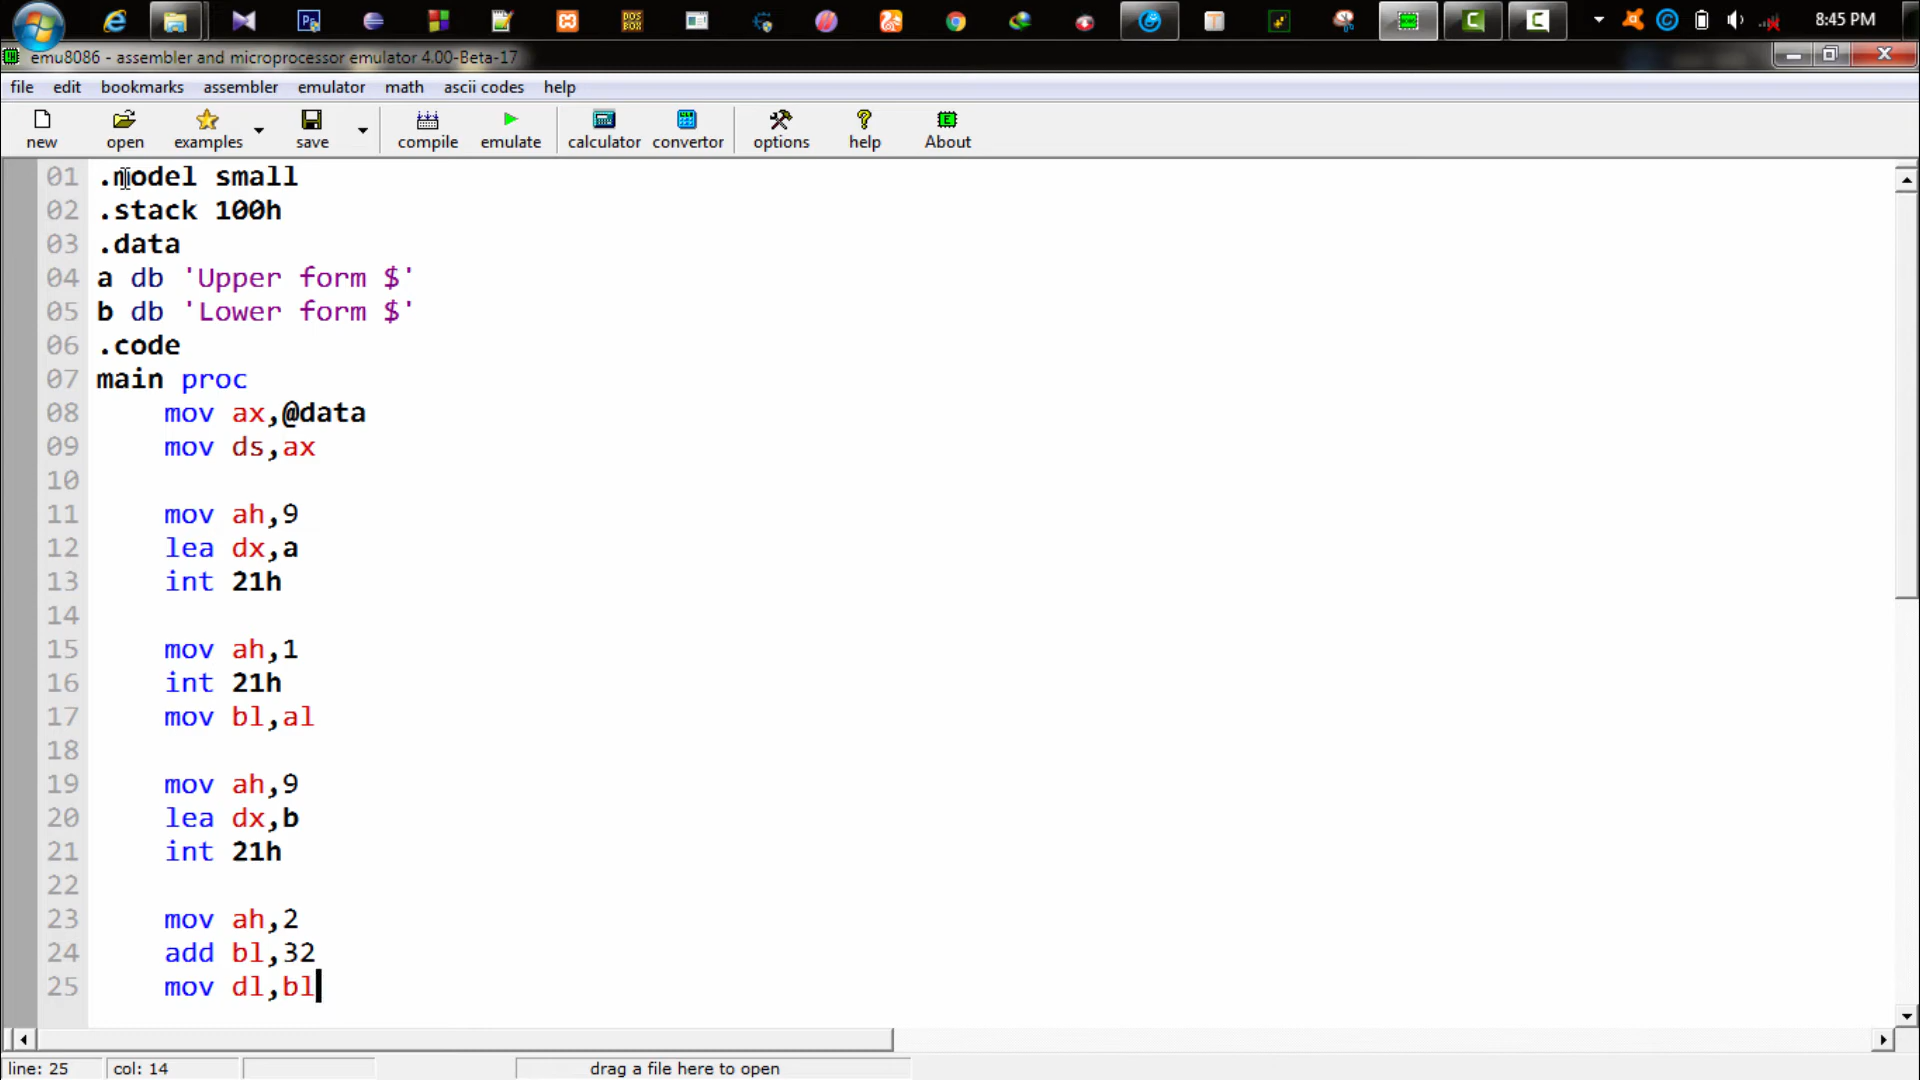 8:45 PM
emu8086 - assembler and microprocessor emulator 4.00-Beta-17
file edit bookmarks assembler emulator math ascii codes help
new open examples save compile emulate calculator convertor options help About
01 .model small
02 .stack 100h
03 .data
04 a db 'Upper form $'
05 b db 'Lower form $'
06 .code
07 main proc
08 mov ax,@data
09 mov ds,ax
10
11 mov ah,9
12 lea dx,a
13 int 21h
14
15 mov ah,1
16 int 21h
17 mov bl,al
18
19 mov ah,9
20 lea dx,b
21 int 21h
22
23 mov ah,2
24 add bl,32
25 mov dl,bl
line: 25 col: 14 drag a file here to open